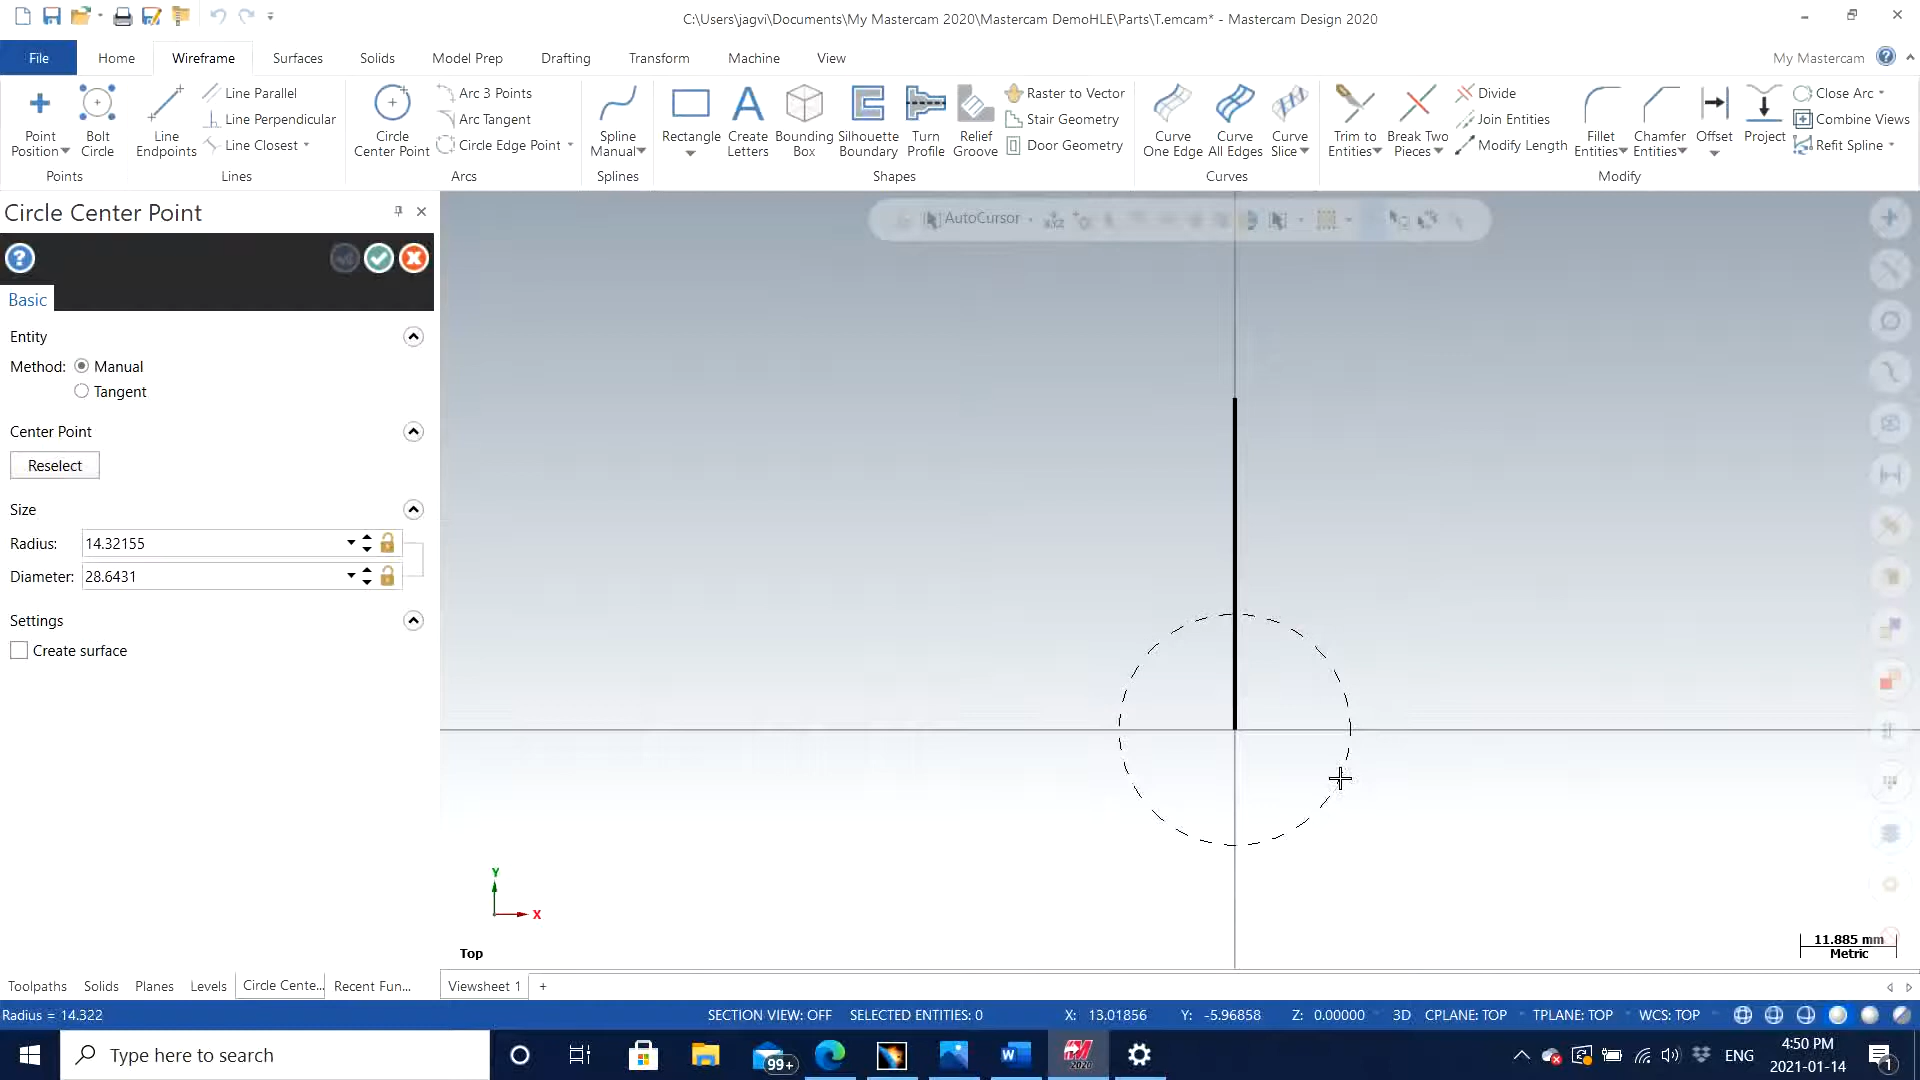 C:\Users\jagvi\Documents\My Mastercam 2020\Mastercam DemoHLE\Parts\T.emcam* - Mastercam Design 2020
File Home Wireframe Surfaces Solids Model Prep Drafting Transform Machine View My Mastercam
Point Position
Bolt Circle
Points
Line Endpoints
Line Parallel
Line Perpendicular
Line Closest
Lines
Circle Center Point
Arc 3 Points
Arc Tangent
Circle Edge Point
Arcs
Spline Manual
Splines
Rectangle
Create Letters
Bounding Box
Silhouette Boundary
Turn Profile
Relief Groove
Raster to Vector
Stair Geometry
Door Geometry
Shapes
Curve One Edge
Curve All Edges
Curve Slice
Curves
Trim to Entities
Break Two Pieces
Divide
Join Entities
Modify Length
Fillet Entities
Chamfer Entities
Offset
Project
Close Arc
Combine Views
Refit Spline
Modify
Circle Center Point
Basic
Entity
Method: Manual
Tangent
Center Point
Reselect
Size
Radius: 14.32155
Diameter: 28.6431
Settings
Create surface
AutoCursor
XYZ
Y
X
Top
11.885 mm
Metric
Toolpaths Solids Planes Levels Circle Cente... Recent Fun...
Viewsheet 1 +
Radius = 14.322
SECTION VIEW: OFF SELECTED ENTITIES: 0 X: 13.01856 Y: -5.96858 Z: 0.00000 3D CPLANE: TOP TPLANE: TOP WCS: TOP
Type here to search
99+
2020
ENG
4:50 PM
2021-01-14
1